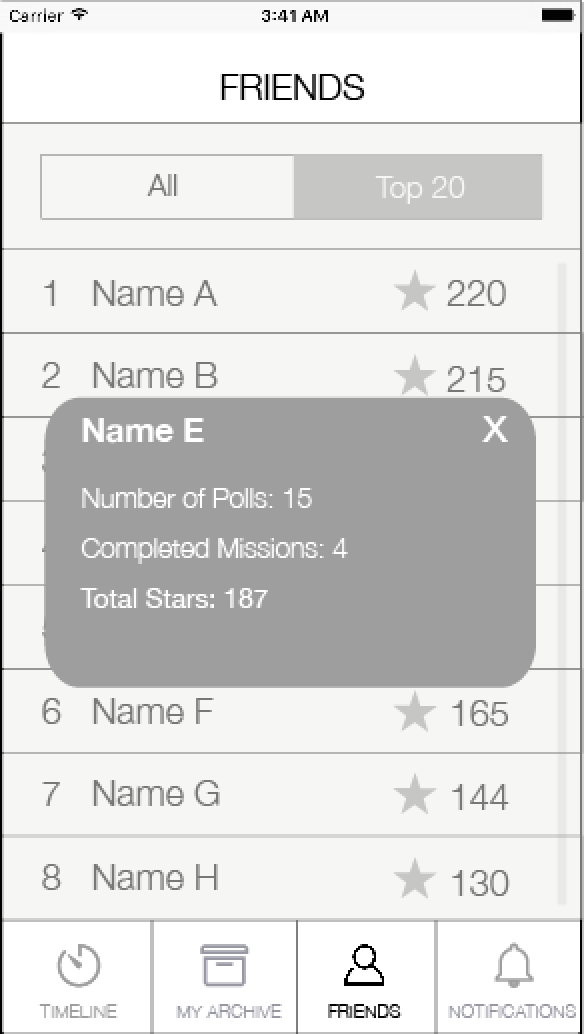 Carrier 3:41 AM
FRIENDS
All Top 20
1 Name A 220
2 Name B 215
Name E X
Number of Polls: 15
Completed Missions: 4
Total Stars: 187
6 Name F 165
7 Name G 144
8 Name H 130
TIMELINE MY ARCHIVE FRIENDS NOTIFICATIONS